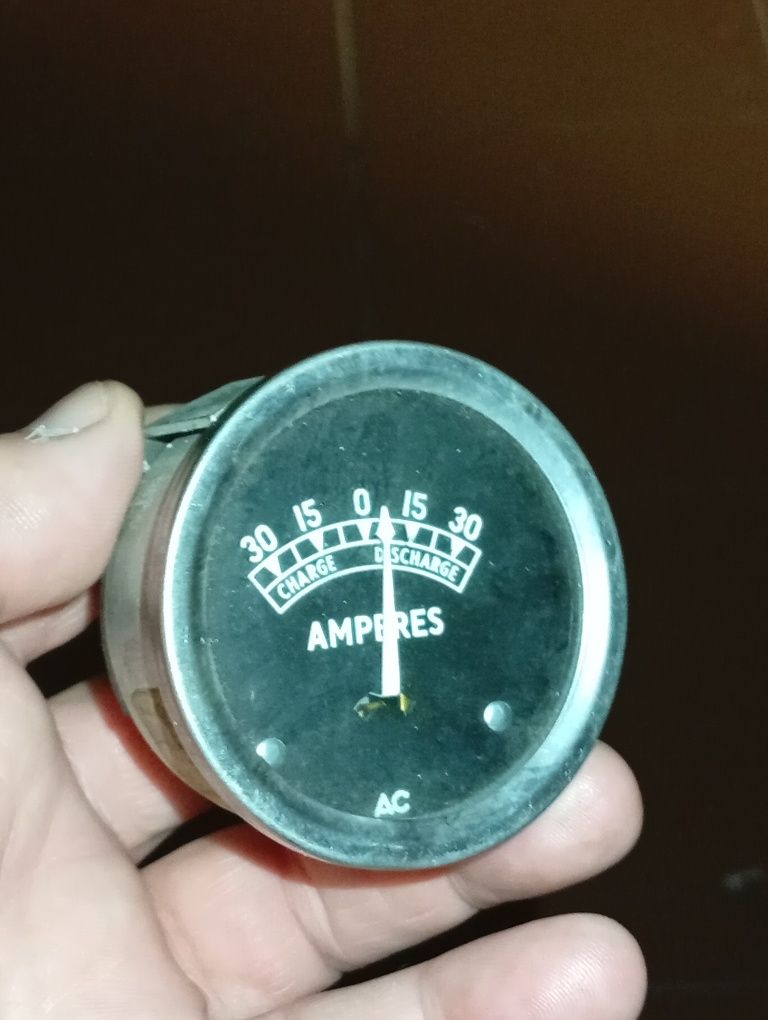 30 15 0 15 30
CHARGE DISCHARGE
AMPERES
AC